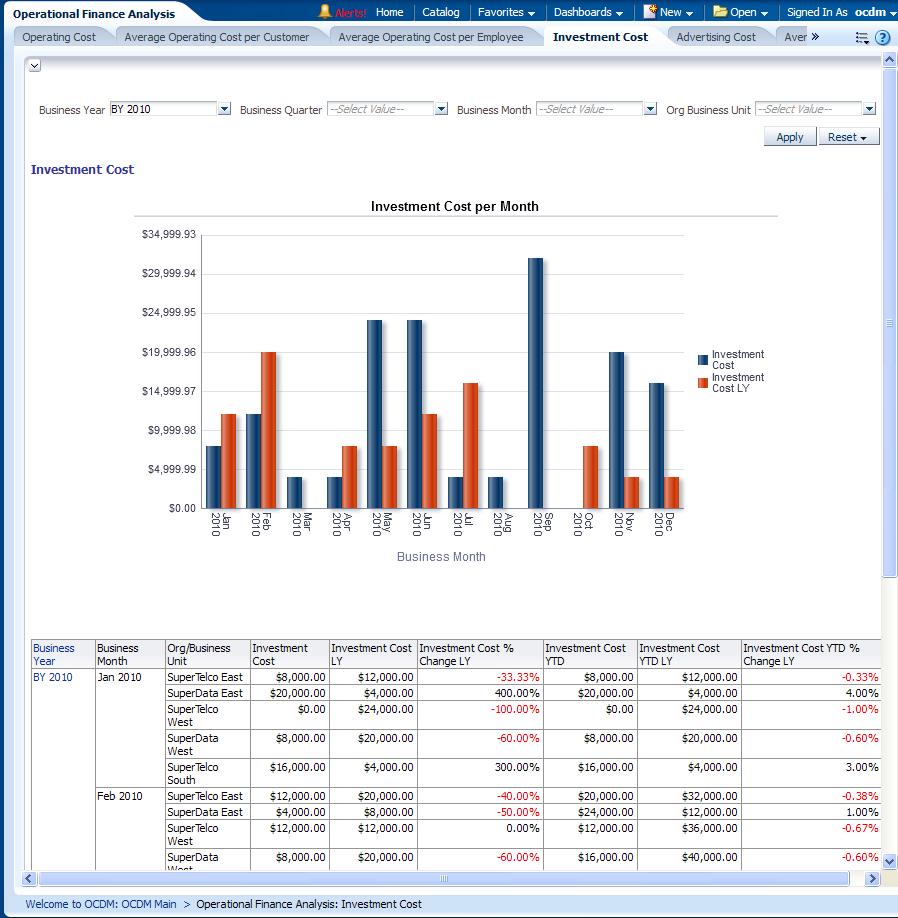 Operational Finance Analysis Alerts! Home Catalog Favorites Dashboards New Open Signed In As ocdm
Operating Cost Average Operating Cost per Customer Average Operating Cost per Employee Investment Cost Advertising Cost Aver »
Business Year BY 2010 Business Quarter --Select Value-- Business Month --Select Value-- Org Business Unit --Select Value--
Apply Reset
Investment Cost
Investment Cost per Month
$34,999.93
$29,999.94
$24,999.95
$19,999.96
$14,999.97
$9,999.98
$4,999.99
$0.00
Jan 2010
Feb 2010
Mar 2010
Apr 2010
May 2010
Jun 2010
Jul 2010
Aug 2010
Sep 2010
Oct 2010
Nov 2010
Dec 2010
Business Month
Investment
Cost
Investment
Cost LY
Business Year Business Month Org/Business Unit Investment Cost Investment Cost LY Investment Cost % Change LY Investment Cost YTD Investment Cost YTD LY Investment Cost YTD % Change LY
BY 2010 Jan 2010 SuperTelco East $8,000.00 $12,000.00 -33.33% $8,000.00 $12,000.00 -0.33%
SuperData East $20,000.00 $4,000.00 400.00% $20,000.00 $4,000.00 4.00%
SuperTelco West $0.00 $24,000.00 -100.00% $0.00 $24,000.00 -1.00%
SuperData West $8,000.00 $20,000.00 -60.00% $8,000.00 $20,000.00 -0.60%
SuperTelco South $16,000.00 $4,000.00 300.00% $16,000.00 $4,000.00 3.00%
Feb 2010 SuperTelco East $12,000.00 $20,000.00 -40.00% $20,000.00 $32,000.00 -0.38%
SuperData East $4,000.00 $8,000.00 -50.00% $24,000.00 $12,000.00 1.00%
SuperTelco West $12,000.00 $12,000.00 0.00% $12,000.00 $36,000.00 -0.67%
SuperData West $8,000.00 $20,000.00 -60.00% $16,000.00 $40,000.00 -0.60%
Welcome to OCDM: OCDM Main > Operational Finance Analysis: Investment Cost